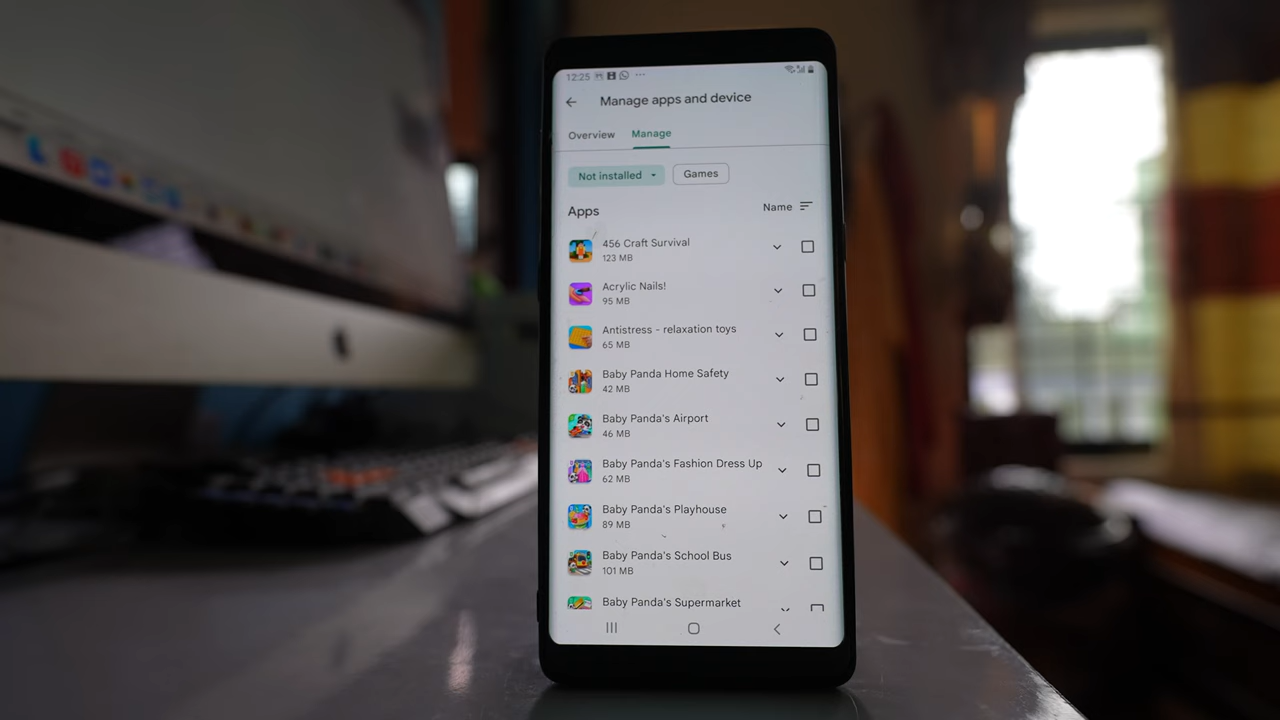 12:25
Manage apps and device
Overview Manage
Not installed Games
Apps Name
456 Craft Survival
123 MB
Acrylic Nails!
95 MB
Antistress - relaxation toys
65 MB
Baby Panda Home Safety
42 MB
Baby Panda's Airport
46 MB
Baby Panda's Fashion Dress Up
62 MB
Baby Panda's Playhouse
89 MB
Baby Panda's School Bus
101 MB
Baby Panda's Supermarket